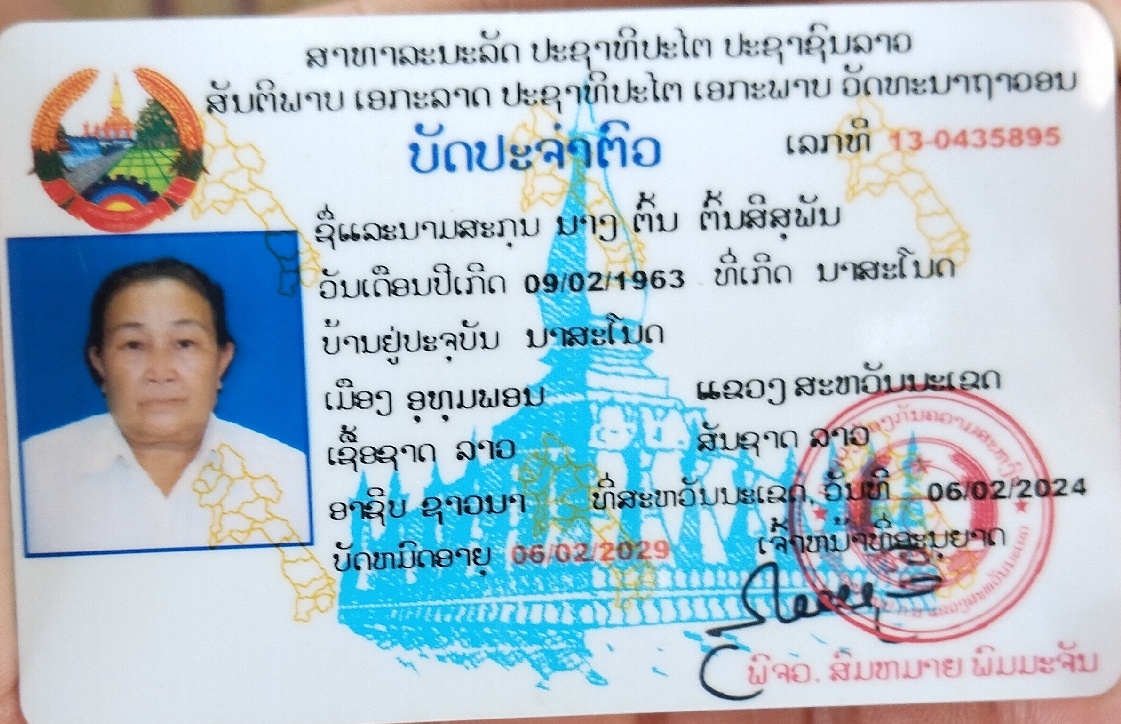 ສາທາລະນະລັດ ປະຊາທິປະໄຕ ປະຊາຊົນລາວ
ສັນຕິພາບ ເອກະລາດ ປະຊາທິປະໄຕ ເອກະພາບ ວັດທະນາຖາວອນ
ບັດປະຈຳຕົວ ເລກທີ 13-0435895
ຊື່ແລະນາມສະກຸນ ນາງ ຕົ້ນ ຕົ້ນສີສຸພັນ
ວັນເດືອນປີເກີດ 09/02/1963 ທີ່ເກີດ ນາສະໂນດ
ບ້ານຢູ່ປະຈຸບັນ ນາສະໂນດ
ເມືອງ ອຸທຸມພອນ ແຂວງ ສະຫວັນນະເຂດ
ເຊື້ອຊາດ ລາວ ສັນຊາດ ລາວ
ອາຊີບ ຊາວນາ ທີ່ສະຫວັນນະເຂດ, ວັນທີ 06/02/2024
ບັດຫມົດອາຍຸ 06/02/2029 ເຈົ້າຫນ້າທີ່ອະນຸຍາດ
ພົຈວ. ສົມຫມາຍ ພິມມະຈັນ